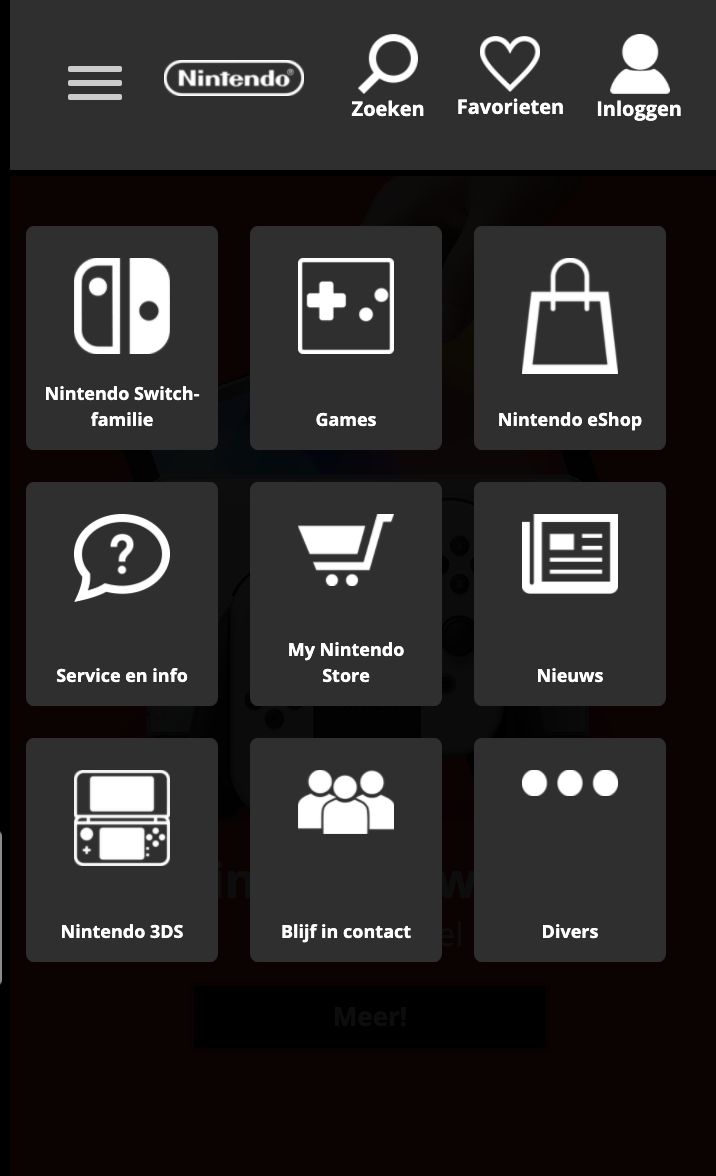 Nintendo®
Zoeken
Favorieten
Inloggen
Nintendo Switch-
familie
Games
Nintendo eShop
Service en info
My Nintendo
Store
Nieuws
Nintendo 3DS
Blijf in contact
Divers
Meer!